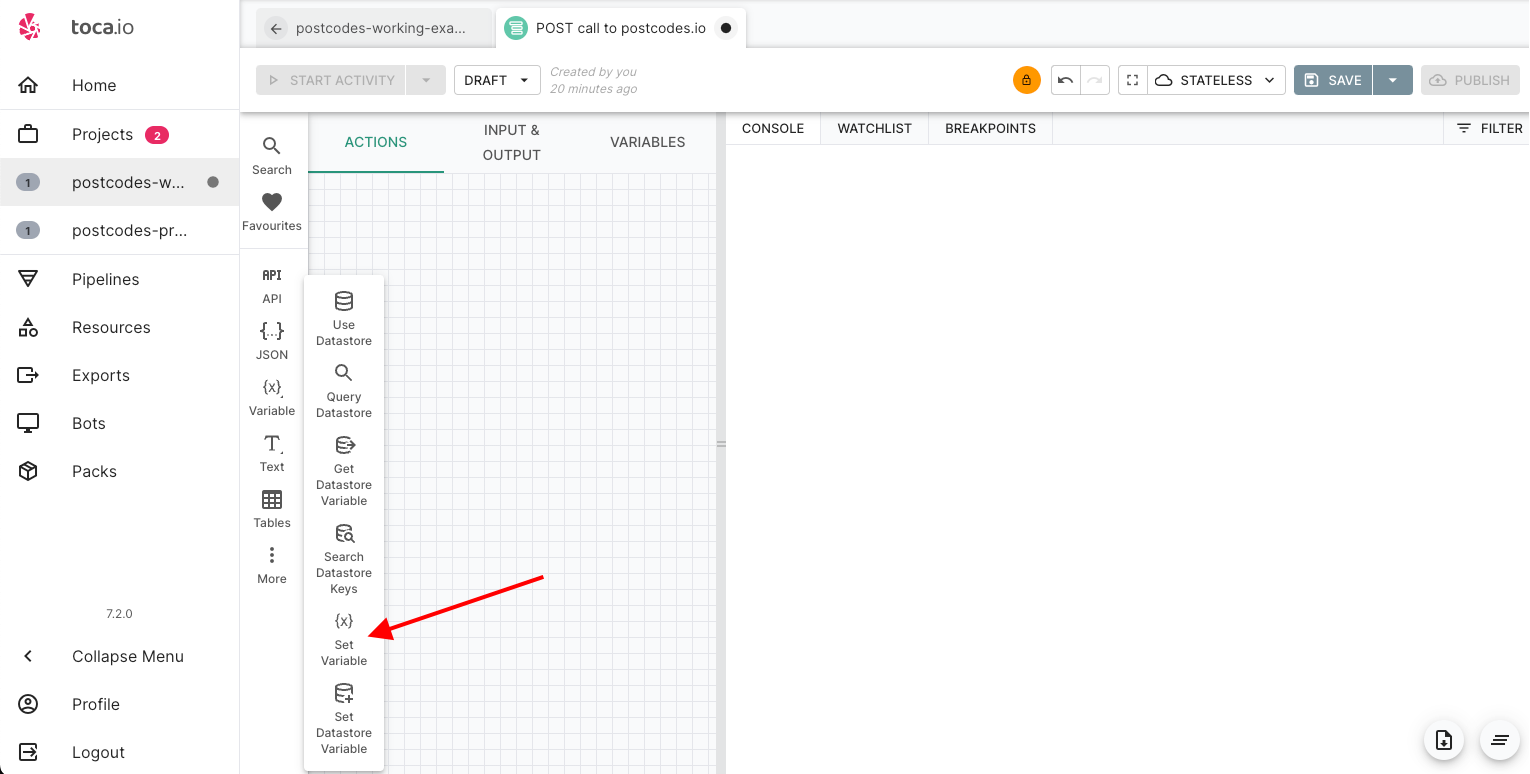 toca.io
Home
Projects 2
1 postcodes-w...
1 postcodes-pr...
Pipelines
Resources
Exports
Bots
Packs
7.2.0
Collapse Menu
Profile
Logout
postcodes-working-exa...
POST call to postcodes.io
START ACTIVITY
DRAFT
Created by you
20 minutes ago
STATELESS
SAVE
PUBLISH
Search
Favourites
API
API
{...}
JSON
{x}
Variable
T
Text
Tables
More
ACTIONS
INPUT &
OUTPUT
VARIABLES
Use
Datastore
Query
Datastore
Get
Datastore
Variable
Search
Datastore
Keys
{x}
Set
Variable
Set
Datastore
Variable
CONSOLE
WATCHLIST
BREAKPOINTS
FILTER